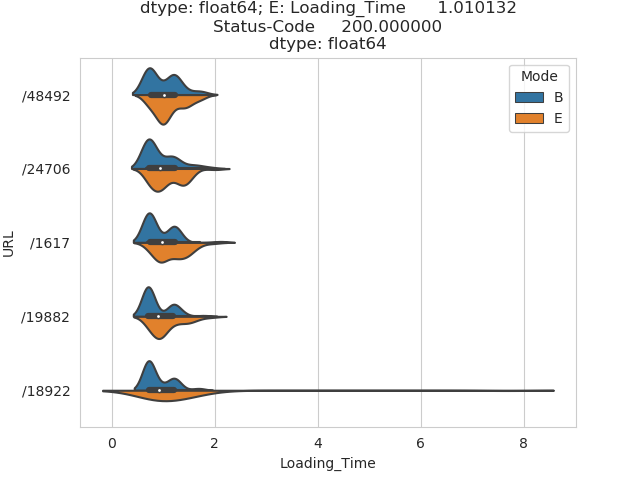 dtype: float64; E: Loading_Time 1.010132
Status-Code 200.000000
dtype: float64
Mode
B
E
/48492
/24706
/1617
/19882
/18922
URL
0 2 4 6 8
Loading_Time